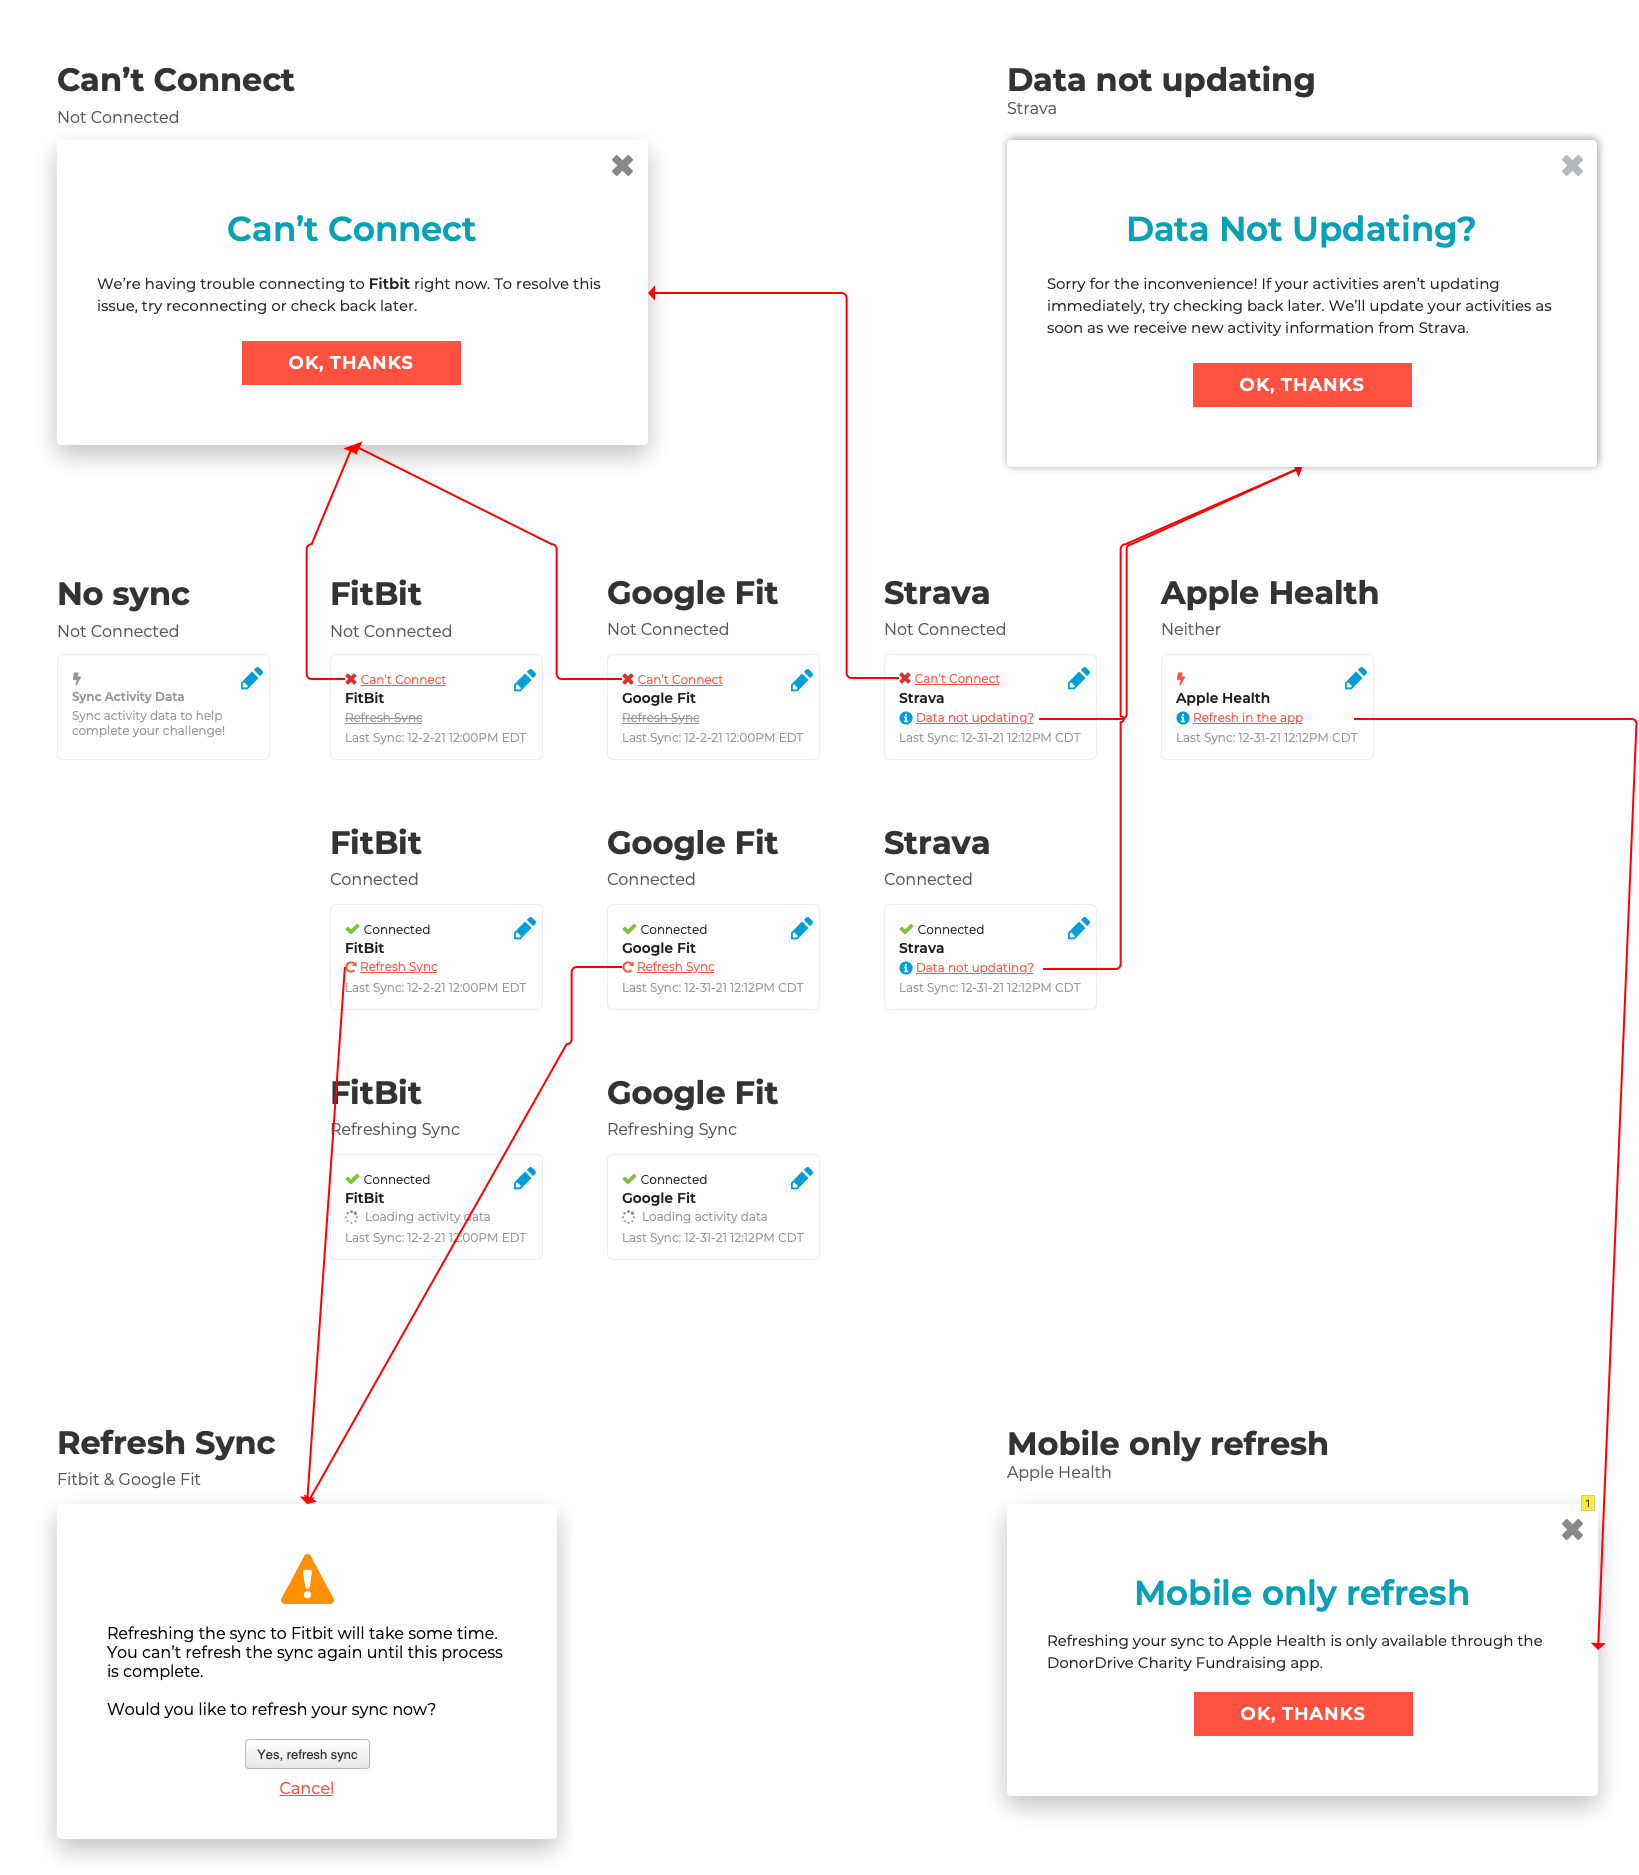 Can’t Connect
Not Connected
Can’t Connect
We’re having trouble connecting to Fitbit right now. To resolve this
issue, try reconnecting or check back later.
OK, THANKS
Data not updating
Strava
Data Not Updating?
Sorry for the inconvenience! If your activities aren’t updating
immediately, try checking back later. We’ll update your activities as
soon as we receive new activity information from Strava.
OK, THANKS
No sync
Not Connected
Sync Activity Data
Sync activity data to help
complete your challenge!
FitBit
Not Connected
Can’t Connect
FitBit
Refresh Sync
Last Sync: 12-2-21 12:00PM EDT
Google Fit
Not Connected
Can’t Connect
Google Fit
Refresh Sync
Last Sync: 12-2-21 12:00PM EDT
Strava
Not Connected
Can’t Connect
Strava
Data not updating?
Last Sync: 12-31-21 12:12PM CDT
Apple Health
Neither
Apple Health
Refresh in the app
Last Sync: 12-31-21 12:12PM CDT
FitBit
Connected
Connected
FitBit
Refresh Sync
Last Sync: 12-2-21 12:00PM EDT
Google Fit
Connected
Connected
Google Fit
Refresh Sync
Last Sync: 12-31-21 12:12PM CDT
Strava
Connected
Connected
Strava
Data not updating?
Last Sync: 12-31-21 12:12PM CDT
FitBit
Refreshing Sync
Connected
FitBit
Loading activity data
Last Sync: 12-2-21 12:00PM EDT
Google Fit
Refreshing Sync
Connected
Google Fit
Loading activity data
Last Sync: 12-31-21 12:12PM CDT
Refresh Sync
Fitbit & Google Fit
Refreshing the sync to Fitbit will take some time.
You can’t refresh the sync again until this process
is complete.
Would you like to refresh your sync now?
Yes, refresh sync
Cancel
Mobile only refresh
Apple Health
1
Mobile only refresh
Refreshing your sync to Apple Health is only available through the
DonorDrive Charity Fundraising app.
OK, THANKS